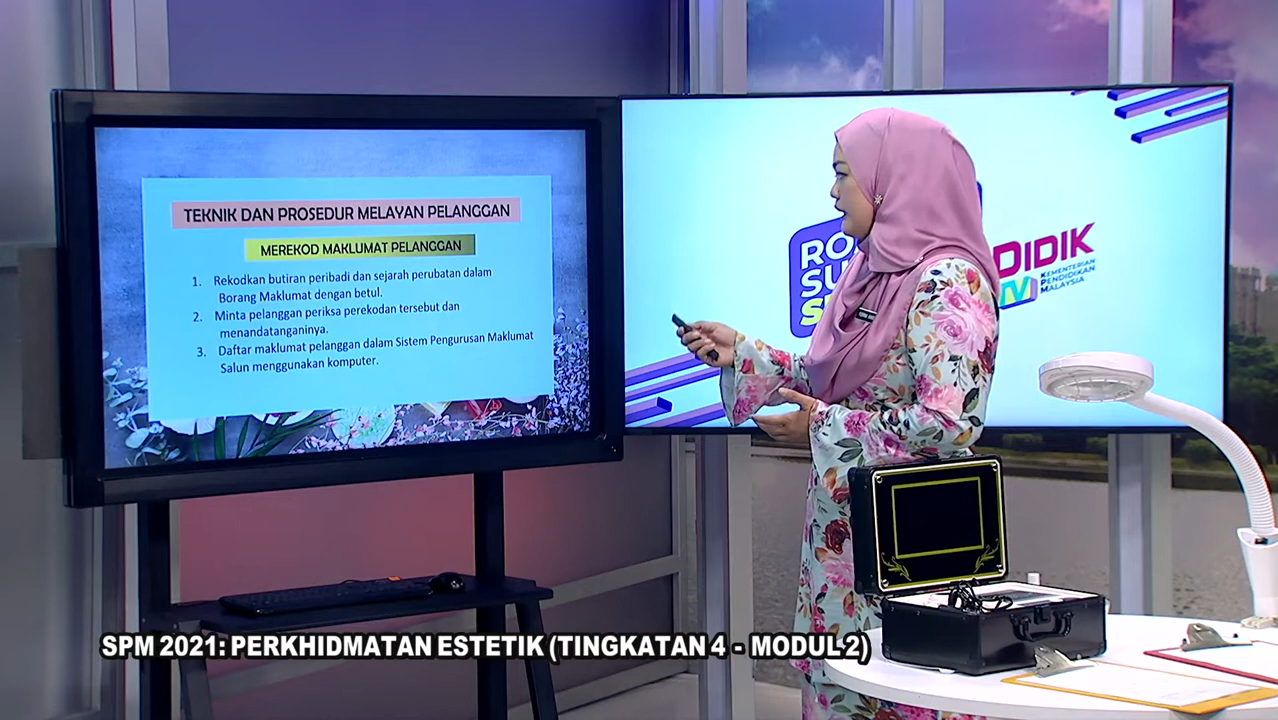 TEKNIK DAN PROSEDUR MELAYAN PELANGGAN
MEREKOD MAKLUMAT PELANGGAN
1. Rekodkan butiran peribadi dan sejarah perubatan dalam
Borang Maklumat dengan betul.
2. Minta pelanggan periksa perekodan tersebut dan
menandatanganinya.
3. Daftar maklumat pelanggan dalam Sistem Pengurusan Maklumat
Salun menggunakan komputer.
DIDIK
TV
KEMENTERIAN
PENDIDIKAN
MALAYSIA
SPM 2021: PERKHIDMATAN ESTETIK (TINGKATAN 4 - MODUL 2)